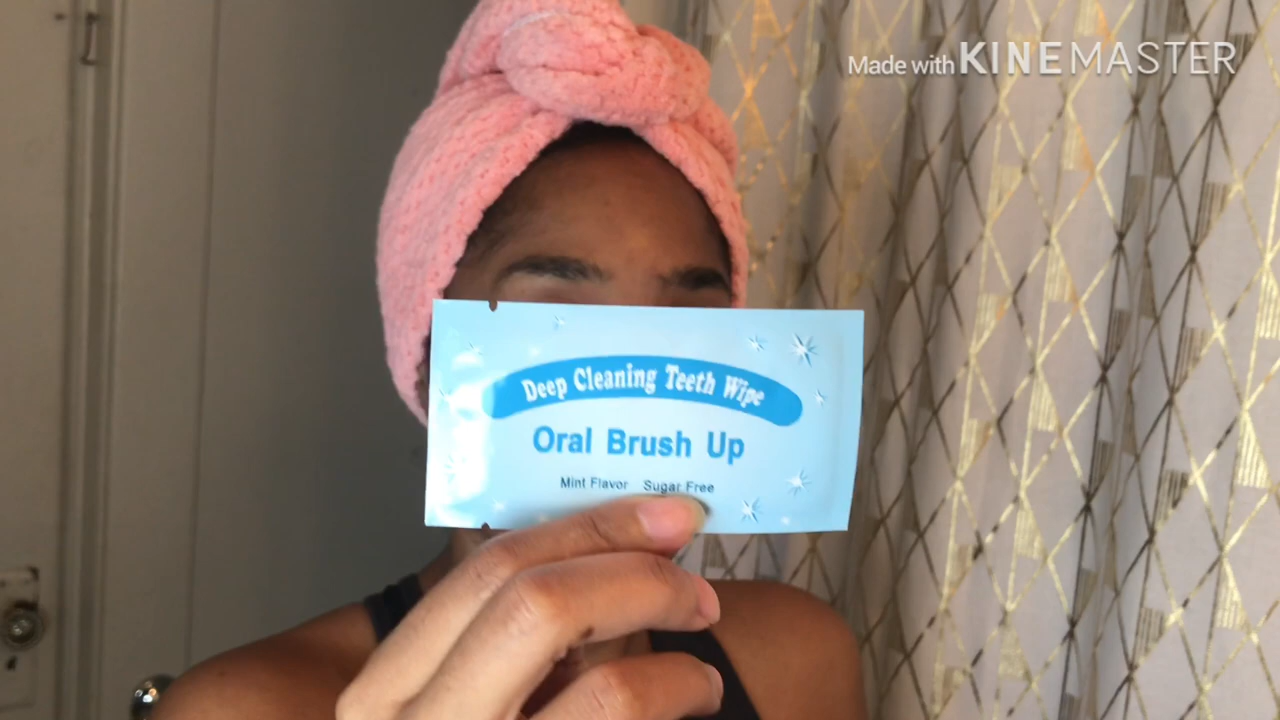 Made with KINEMASTER
Deep Cleaning Teeth Wipe
Oral Brush Up
Mint Flavor Sugar Free